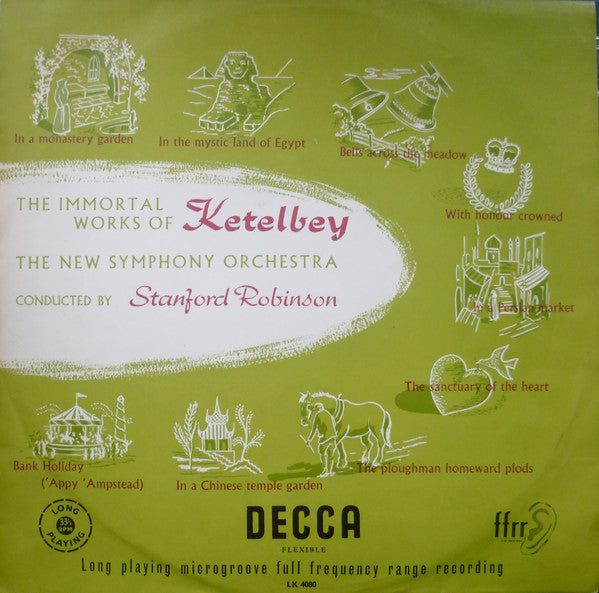 In a monastery garden
In the mystic land of Egypt
Bells across the meadow
With honour crowned
THE IMMORTAL
WORKS OF Ketelbey
THE NEW SYMPHONY ORCHESTRA
CONDUCTED BY Stanford Robinson
In a Persian market
The sanctuary of the heart
The ploughman homeward plods
Bank Holiday
('Appy 'Ampstead)
In a Chinese temple garden
LONG
33⅓
RPM
PLAYING
DECCA
FLEXIBLE
ffrr
Long playing microgroove full frequency range recording
LK 4080